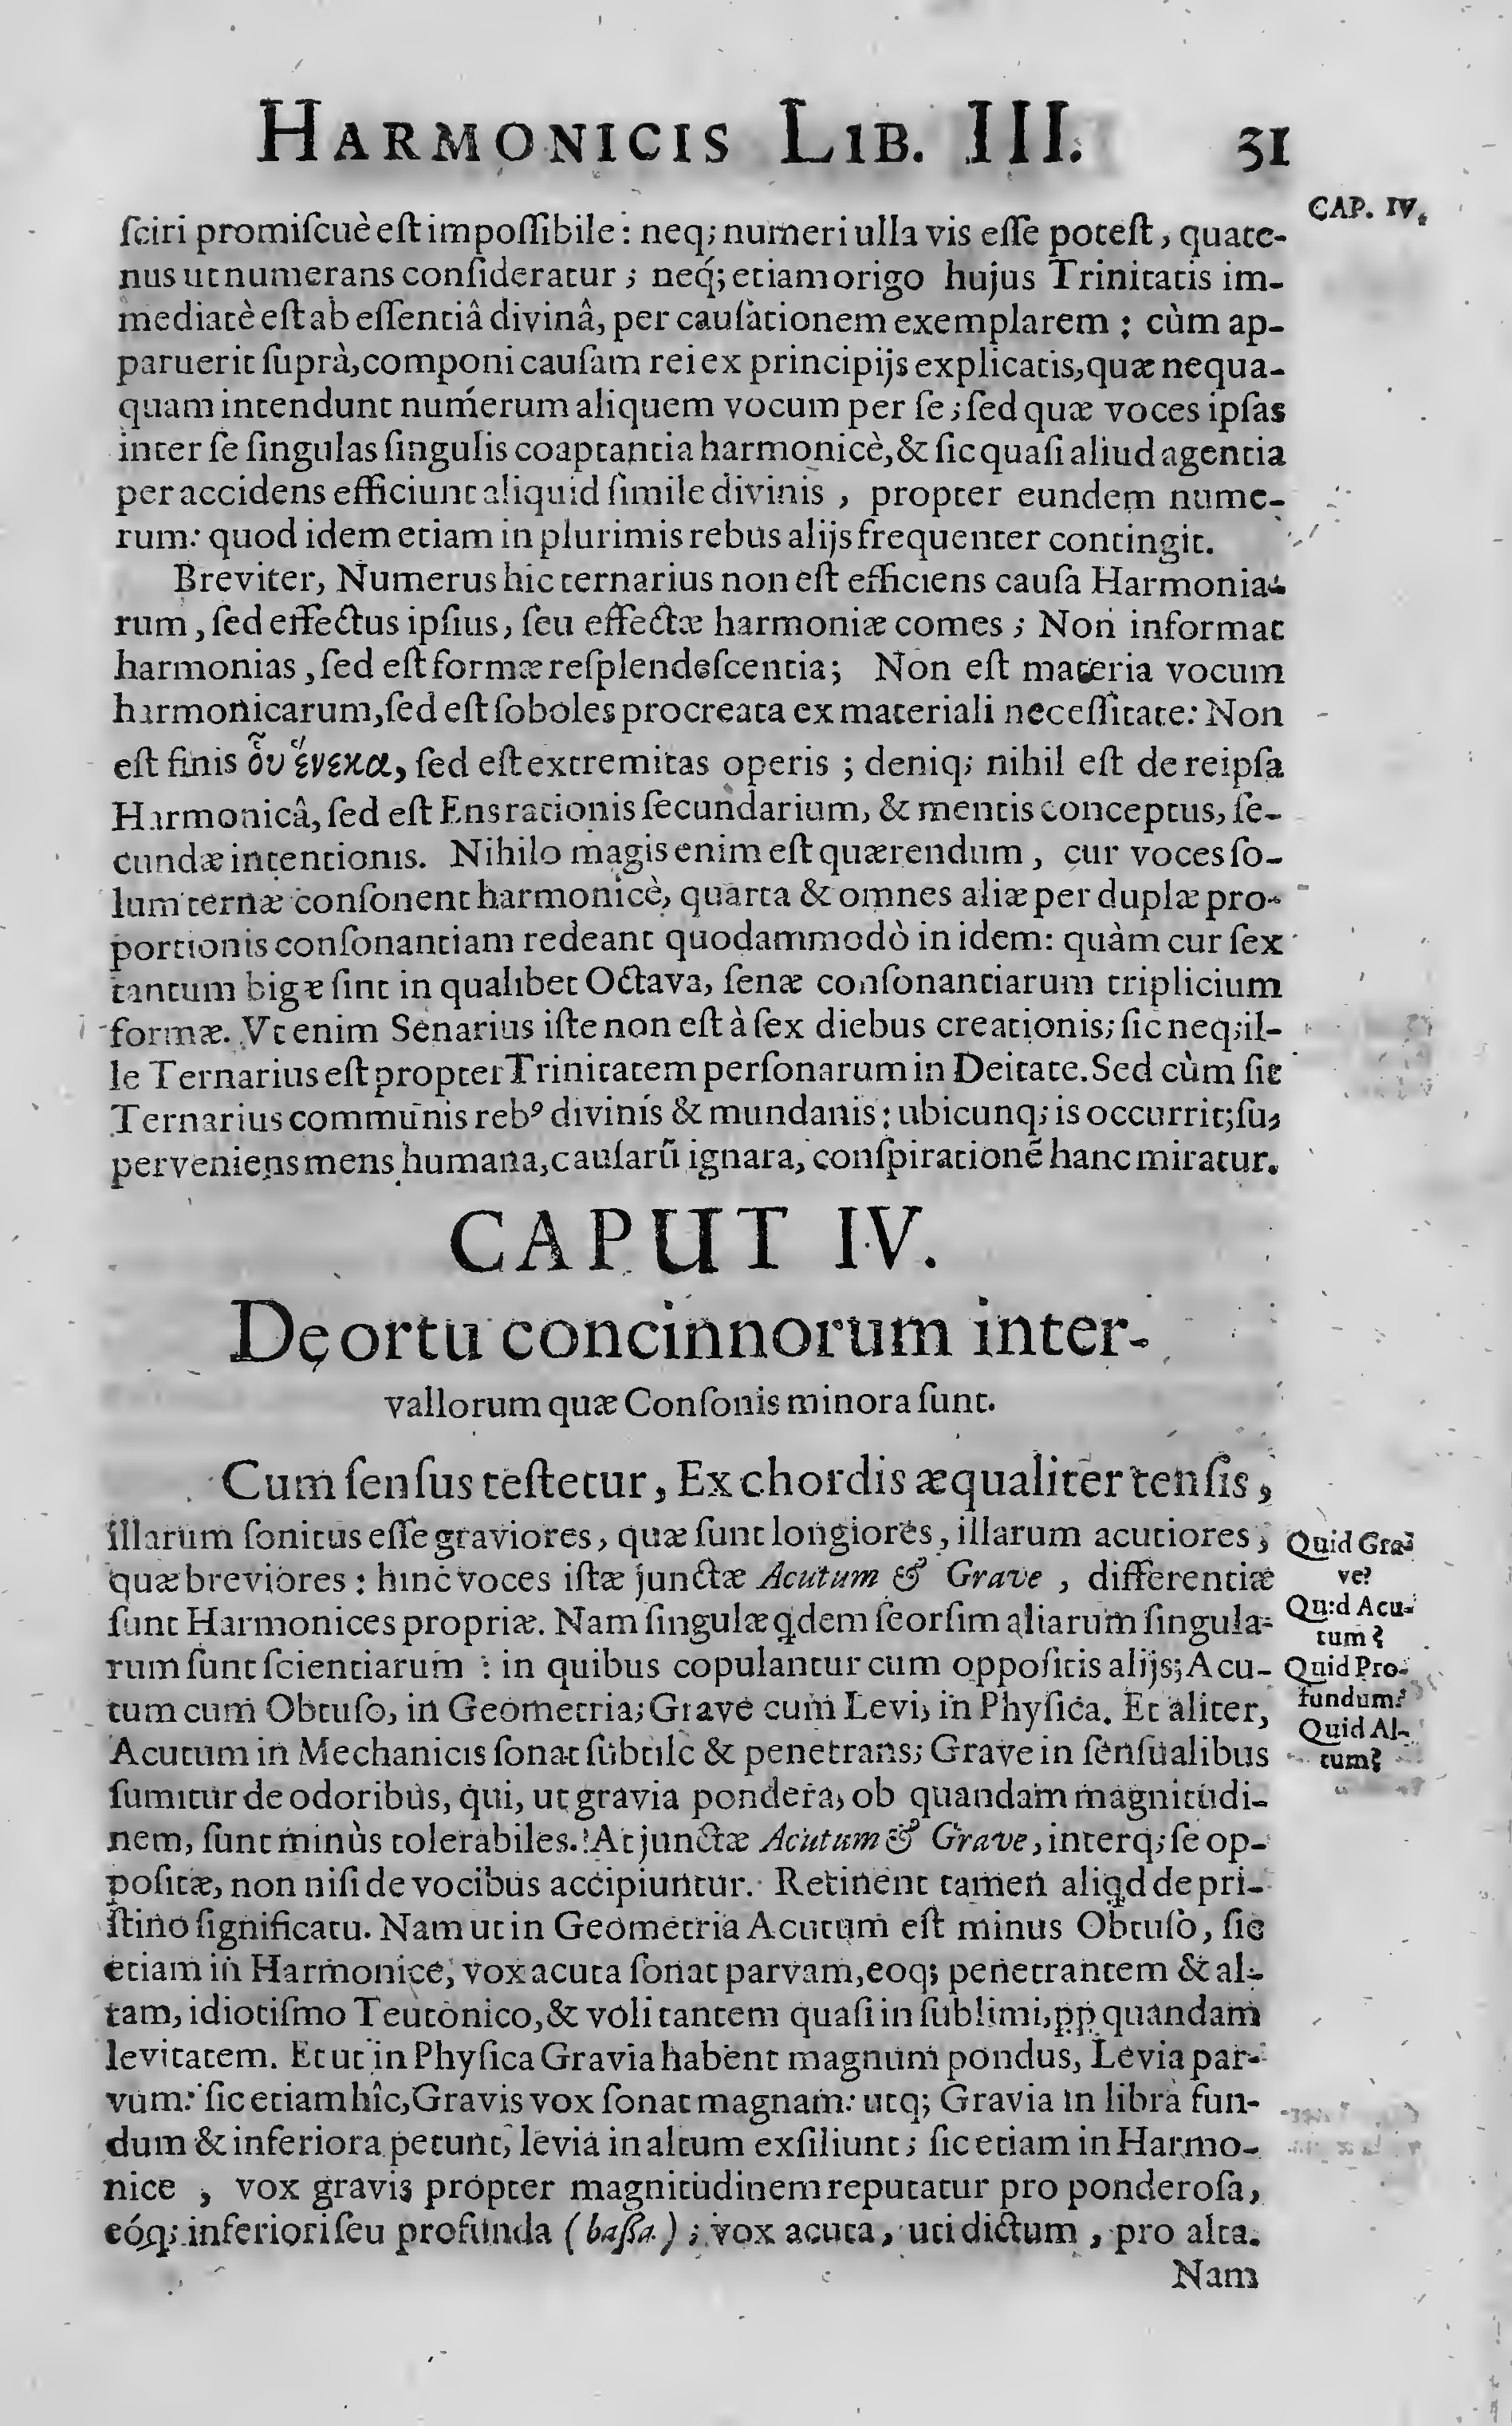 HARMONICIS LIB. III. 31
CAP. IV.
ſciri promiſcuè eſt impoſſibile: neq; numeri ulla vis eſſe poteſt, quate-
nus ut numerans conſideratur; neq́; etiam origo hujus Trinitatis im-
mediatè eſt ab eſſentiâ divinâ, per cauſationem exemplarem; cùm ap-
paruerit ſuprà, componi cauſam rei ex principijs explicatis, quæ nequa-
quam intendunt numerum aliquem vocum per ſe; ſed quæ voces ipſas
inter ſe ſingulas ſingulis coaptantia harmonicè, & ſic quaſi aliud agentia
per accidens efficiunt aliquid ſimile divinis, propter eundem nume-
rum: quod idem etiam in plurimis rebus alijs frequenter contingit.
Breviter, Numerus hic ternarius non eſt efficiens cauſa Harmonia-
rum, ſed effectus ipſius, ſeu effectæ harmoniæ comes; Non informat
harmonias, ſed eſt formæ reſplendeſcentia; Non eſt materia vocum
harmonicarum, ſed eſt ſoboles procreata ex materiali neceſſitate: Non
eſt finis οὗ ἕνεκα, ſed eſt extremitas operis; deniq; nihil eſt de reipſa
Harmonicâ, ſed eſt Ens rationis ſecundarium, & mentis conceptus, ſe-
cundæ intentionis. Nihilo magis enim eſt quærendum, cur voces ſo-
lum ternæ conſonent harmonicè, quarta & omnes aliæ per duplæ pro-
portionis conſonantiam redeant quodammodò in idem: quàm cur ſex
tantum bigæ ſint in qualibet Octava, ſenæ conſonantiarum triplicium
formæ. Vt enim Senarius iſte non eſt à ſex diebus creationis; ſic neq; il-
le Ternarius eſt propter Trinitatem perſonarum in Deitate. Sed cùm ſit
Ternarius communis rebꝰ divinis & mundanis: ubicunq; is occurrit; ſu-
perveniens mens humana, cauſarũ ignara, conſpirationẽ hanc miratur.
CAPUT IV.
De ortu concinnorum inter-
vallorum quæ Conſonis minora ſunt.
Cum ſenſus teſtetur, Ex chordis æqualiter tenſis,
illarum ſonitus eſſe graviores, quæ ſunt longiores, illarum acutiores,
quæ breviores: hinc voces iſtæ junctæ Acutum & Grave, differentiæ
ſunt Harmonices propriæ. Nam ſingulæ q̣dem ſeorſim aliarum ſingula-
rum ſunt ſcientiarum: in quibus copulantur cum oppoſitis alijs; Acu-
tum cum Obtuſo, in Geometria; Grave cum Levi, in Phyſica. Et aliter,
Acutum in Mechanicis ſonat ſubtile & penetrans; Grave in ſenſualibus
ſumitur de odoribus, qui, ut gravia pondera, ob quandam magnitudi-
nem, ſunt minùs tolerabiles. At junctæ Acutum & Grave, interq; ſe op-
poſitæ, non niſi de vocibus accipiuntur. Retinent tamen aliq̣d de pri-
ſtino ſignificatu. Nam ut in Geometria Acutum eſt minus Obtuſo, ſic
etiam in Harmonice, vox acuta ſonat parvam, eoq; penetrantem & al-
tam, idiotiſmo Teutonico, & volitantem quaſi in ſublimi, pp quandam
levitatem. Et ut in Phyſica Gravia habent magnum pondus, Levia par-
vum: ſic etiam hîc, Gravis vox ſonat magnam: utq; Gravia in libra fun-
dum & inferiora petunt, levia in altum exſiliunt; ſic etiam in Harmo-
nice, vox gravis propter magnitudinem reputatur pro ponderoſa,
eóq; inferiori ſeu profunda (baſſa); vox acuta, uti dictum, pro alta.
Nam
Quid Gra-
ve?
Quid Acu-
tum?
Quid Pro-
fundum?
Quid Al-
tum?